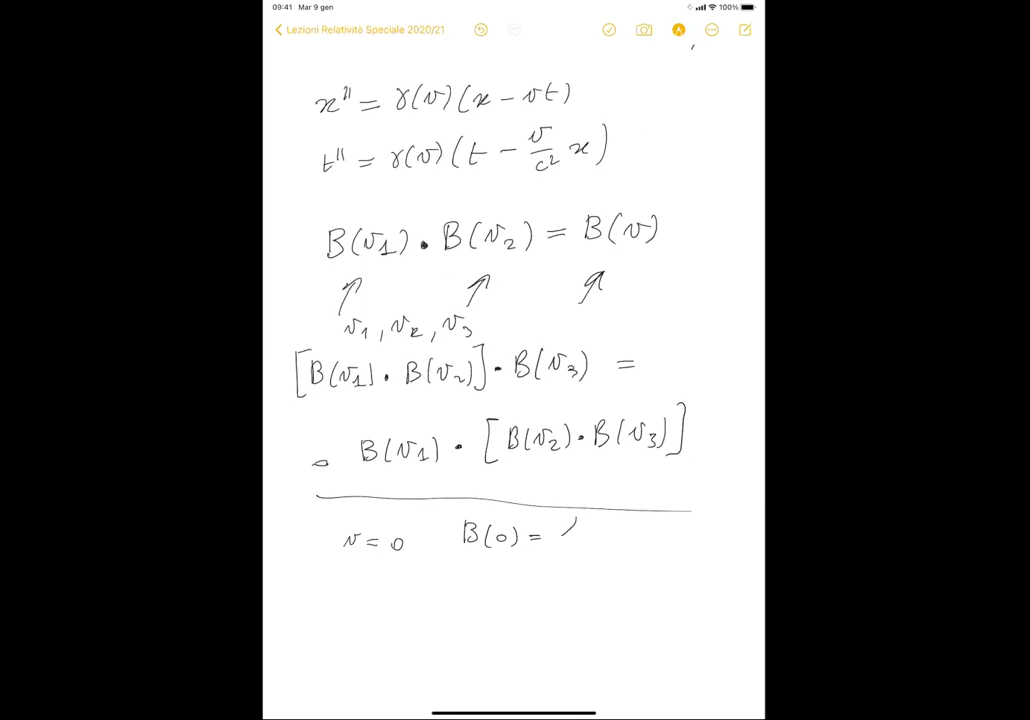 09:41 Mar 9 gen 100%
Lezioni Relatività Speciale 2020/21
x'' = γ(v)(x - vt)
t'' = γ(v)(t - v/c² x)
B(v₁) · B(v₂) = B(v)
v₁, v₂, v₃
[B(v₁) · B(v₂)] · B(v₃) =
= B(v₁) · [B(v₂) · B(v₃)]
v = 0 B(0) =